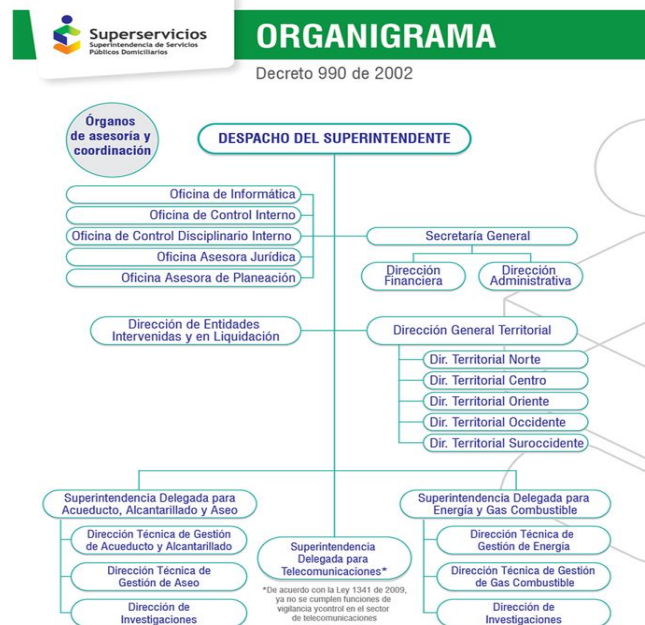 Superservicios
Superintendencia de Servicios
Públicos Domiciliarios
ORGANIGRAMA
Decreto 990 de 2002
Órganos
de asesoría y
coordinación
DESPACHO DEL SUPERINTENDENTE
Oficina de Informática
Oficina de Control Interno
Oficina de Control Disciplinario Interno
Oficina Asesora Jurídica
Oficina Asesora de Planeación
Secretaría General
Dirección
Financiera
Dirección
Administrativa
Dirección de Entidades
Intervenidas y en Liquidación
Dirección General Territorial
Dir. Territorial Norte
Dir. Territorial Centro
Dir. Territorial Oriente
Dir. Territorial Occidente
Dir. Territorial Suroccidente
Superintendencia Delegada para
Acueducto, Alcantarillado y Aseo
Dirección Técnica de Gestión
de Acueducto y Alcantarillado
Dirección Técnica de
Gestión de Aseo
Dirección de
Investigaciones
Superintendencia
Delegada para
Telecomunicaciones*
*De acuerdo con la Ley 1341 de 2009,
ya no se cumplen funciones de
vigilancia ycontrol en el sector
de telecomunicaciones
Superintendencia Delegada para
Energía y Gas Combustible
Dirección Técnica de
Gestión de Energía
Dirección Técnica de Gestión
de Gas Combustible
Dirección de
Investigaciones